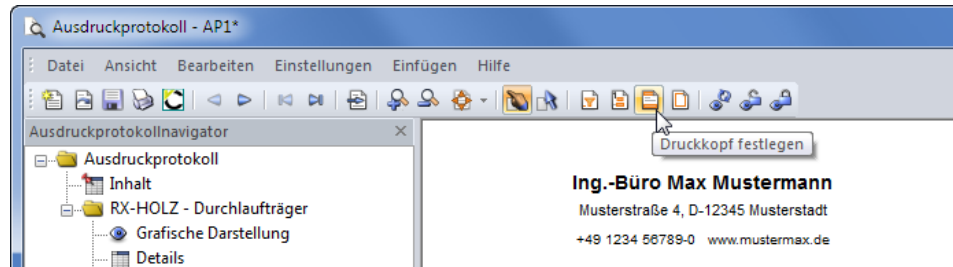 Ausdruckprotokoll - AP1*
Datei Ansicht Bearbeiten Einstellungen Einfügen Hilfe
Ausdruckprotokollnavigator
Druckkopf festlegen
Ausdruckprotokoll
Inhalt
RX-HOLZ - Durchlaufträger
Grafische Darstellung
Details
Ing.-Büro Max Mustermann
Musterstraße 4, D-12345 Musterstadt
+49 1234 56789-0 www.mustermax.de